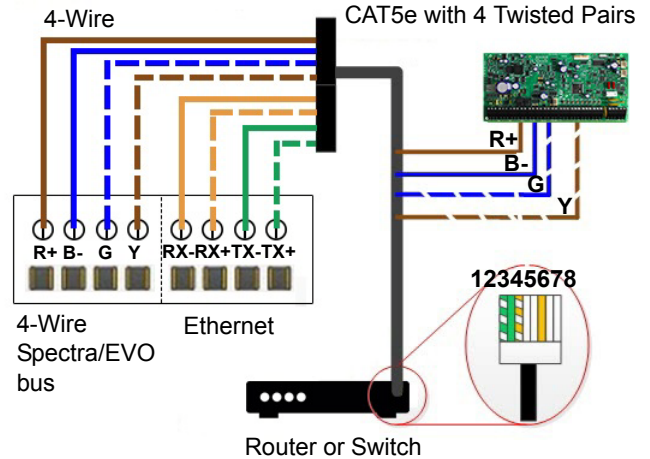 4-Wire
CAT5e with 4 Twisted Pairs
R+
B-
G
Y
R+ B- G Y RX-RX+TX-TX+
4-Wire
Spectra/EVO
bus
Ethernet
12345678
Router or Switch